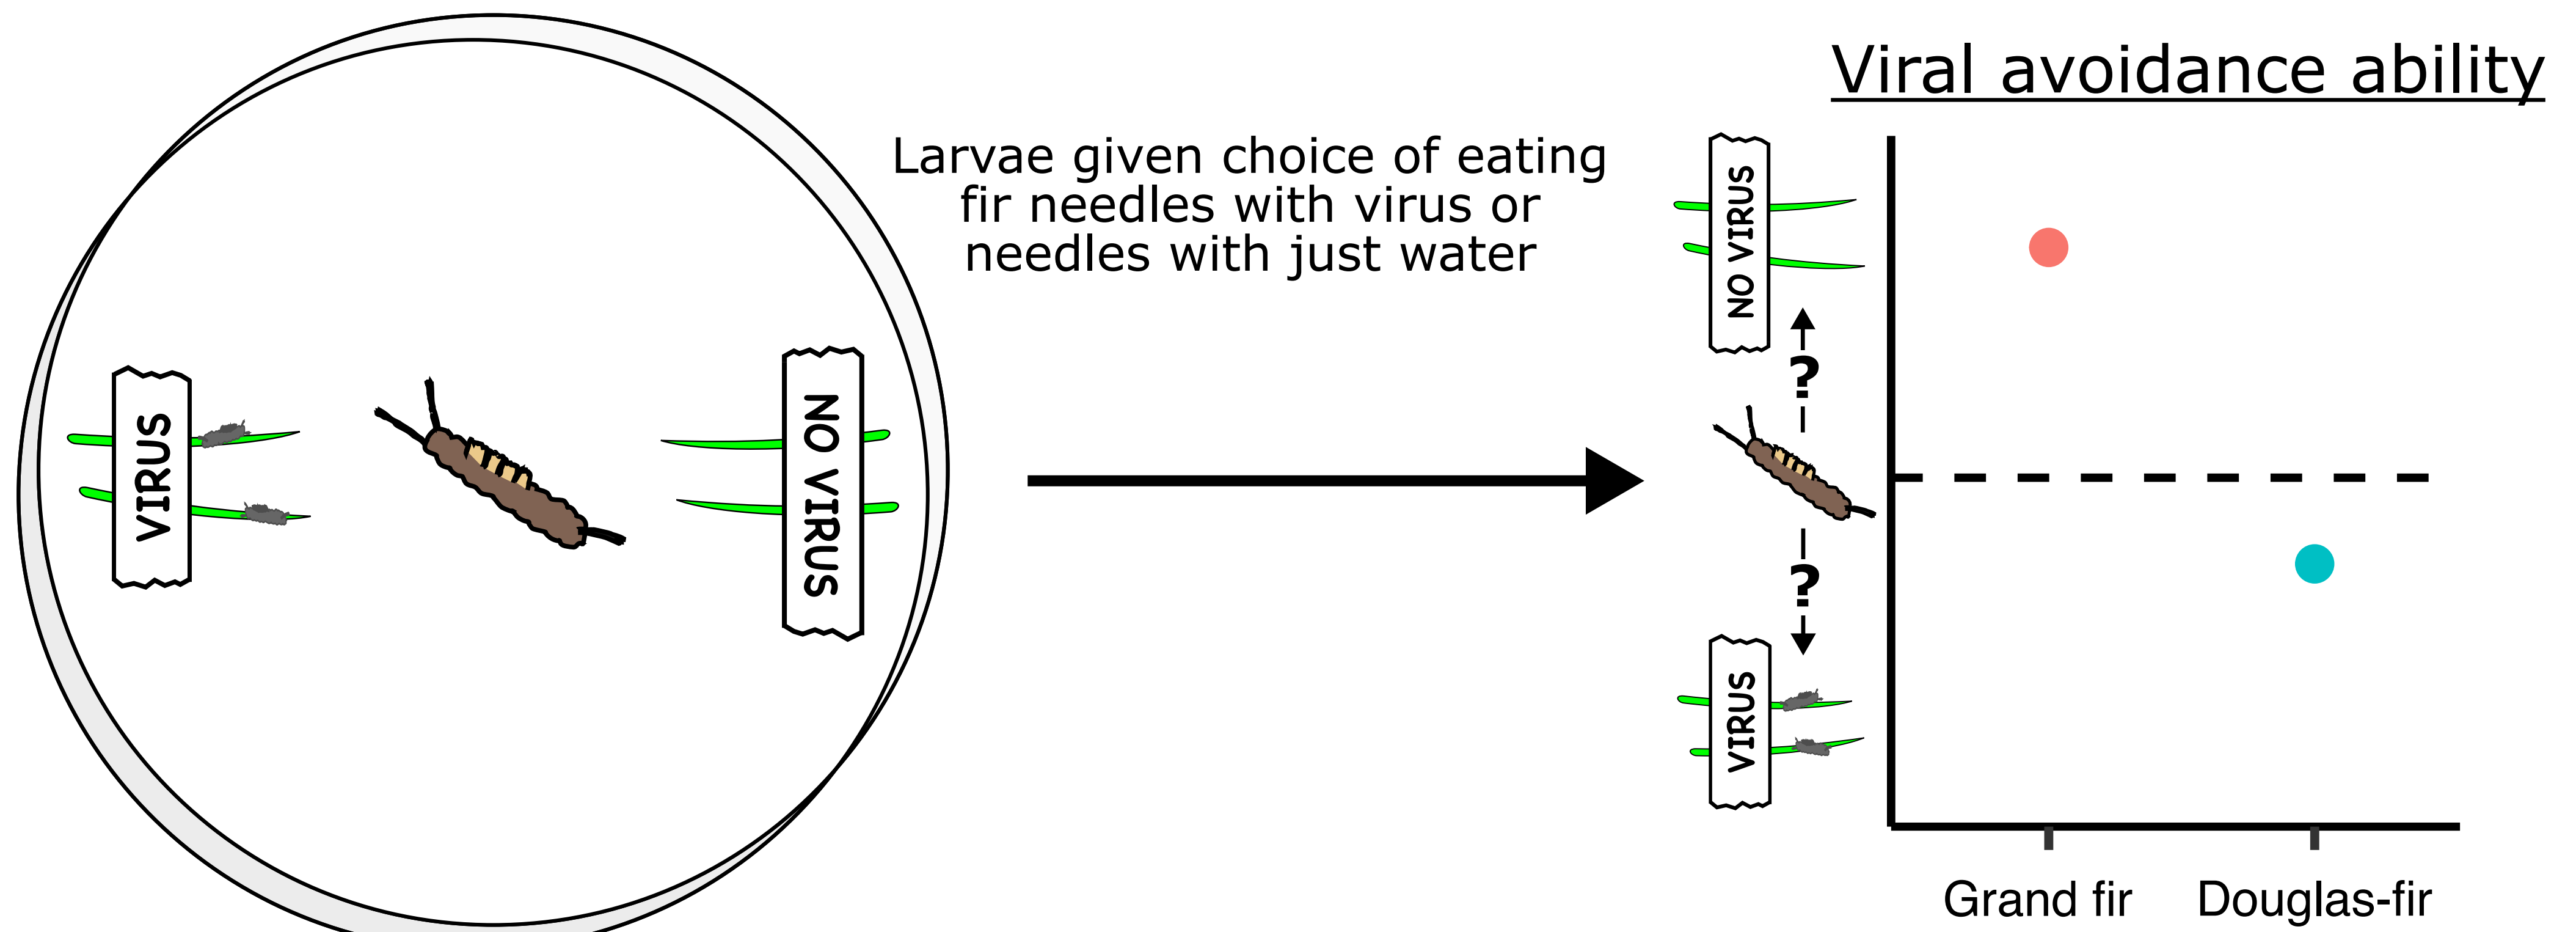 VIRUS
NO VIRUS
Larvae given choice of eating
fir needles with virus or
needles with just water
Viral avoidance ability
NO VIRUS
?
?
VIRUS
Grand fir
Douglas-fir